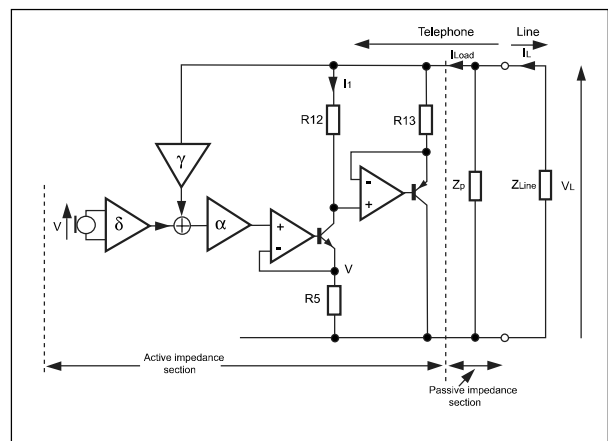 Telephone Line
ILoad IL
I1
R12 R13
γ
- +
Zp ZLine VL
V δ α + -
V
R5
Active impedance
section
Passive impedance
section